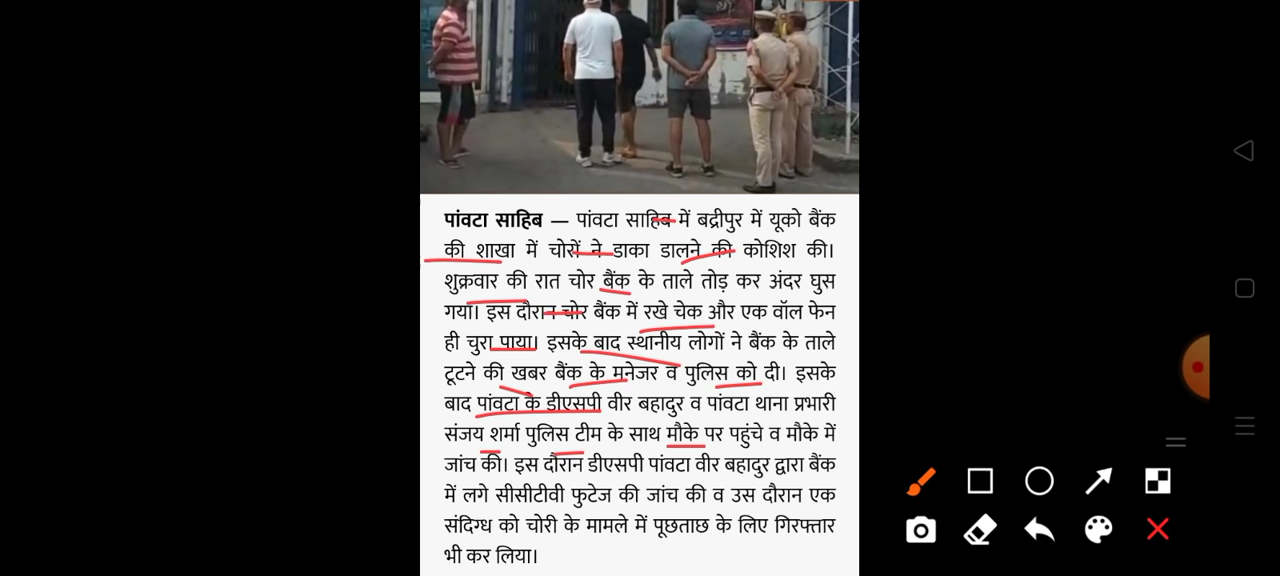 पांवटा साहिब — पांवटा साहिब में बद्रीपुर में यूको बैंक
की शाखा में चोरों ने डाका डालने की कोशिश की।
शुक्रवार की रात चोर बैंक के ताले तोड़ कर अंदर घुस
गया। इस दौरान चोर बैंक में रखे चेक और एक वॉल फेन
ही चुरा पाया। इसके बाद स्थानीय लोगों ने बैंक के ताले
टूटने की खबर बैंक के मनेजर व पुलिस को दी। इसके
बाद पांवटा के डीएसपी वीर बहादुर व पांवटा थाना प्रभारी
संजय शर्मा पुलिस टीम के साथ मौके पर पहुंचे व मौके में
जांच की। इस दौरान डीएसपी पांवटा वीर बहादुर द्वारा बैंक
में लगे सीसीटीवी फुटेज की जांच की व उस दौरान एक
संदिग्ध को चोरी के मामले में पूछताछ के लिए गिरफ्तार
भी कर लिया।